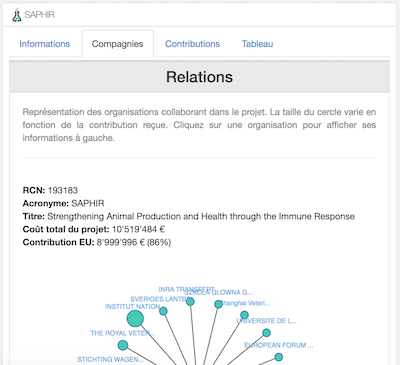 SAPHIR
Informations Compagnies Contributions Tableau
Relations
Représentation des organisations collaborant dans le projet. La taille du cercle varie en
fonction de la contribution reçue. Cliquez sur une organisation pour afficher ses
informations à gauche.
RCN: 193183
Acronyme: SAPHIR
Titre: Strengthening Animal Production and Health through the Immune Response
Coût total du projet: 10'519'484 €
Contribution EU: 8'999'996 € (86%)
INRA TRANSFERT
SZKOLA GLOWNA G...
SVERIGES LANTBR
Shanghai Veteri...
INSTITUT NATION...
UNIVERSITE DE L...
THE ROYAL VETER...
EUROPEAN FORUM ...
STICHTING WAGEN...